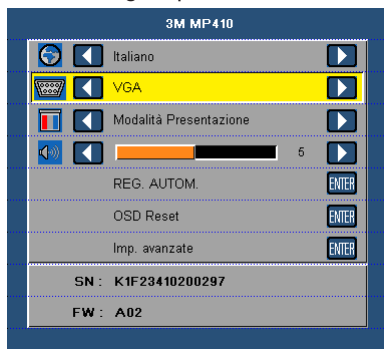 3M MP410
Italiano
VGA
Modalità Presentazione
6
REG. AUTOM.
ENTER
OSD Reset
ENTER
Imp. avanzate
ENTER
SN : K1F23410200297
FW : A02